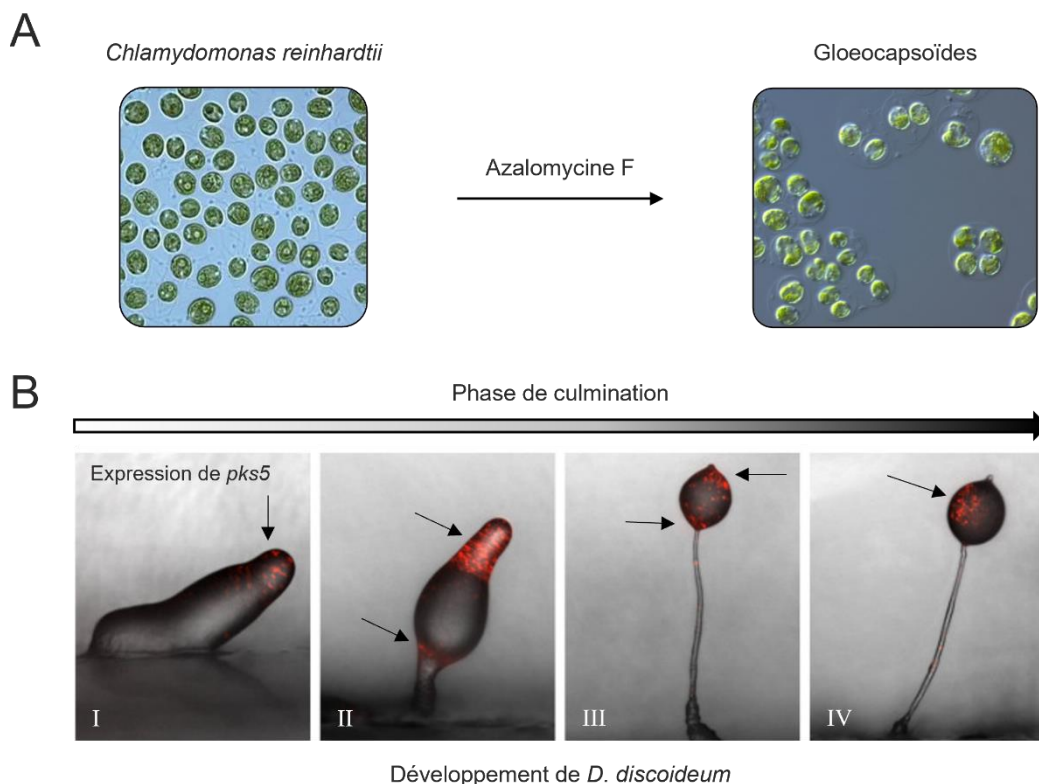 A
Chlamydomonas reinhardtii
Gloeocapsoïdes
Azalomycine F
B
Phase de culmination
Expression de pks5
I
II
III
IV
Développement de D. discoideum